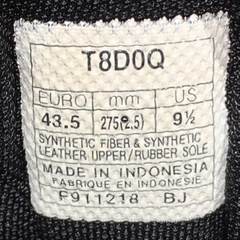 T8D0Q
EURO mm US
43.5 275(2.5) 9½
SYNTHETIC FIBER & SYNTHETIC
LEATHER UPPER/RUBBER SOLE
MADE IN INDONESIA
FABRIQUE EN INDONESIE
F911218 BJ